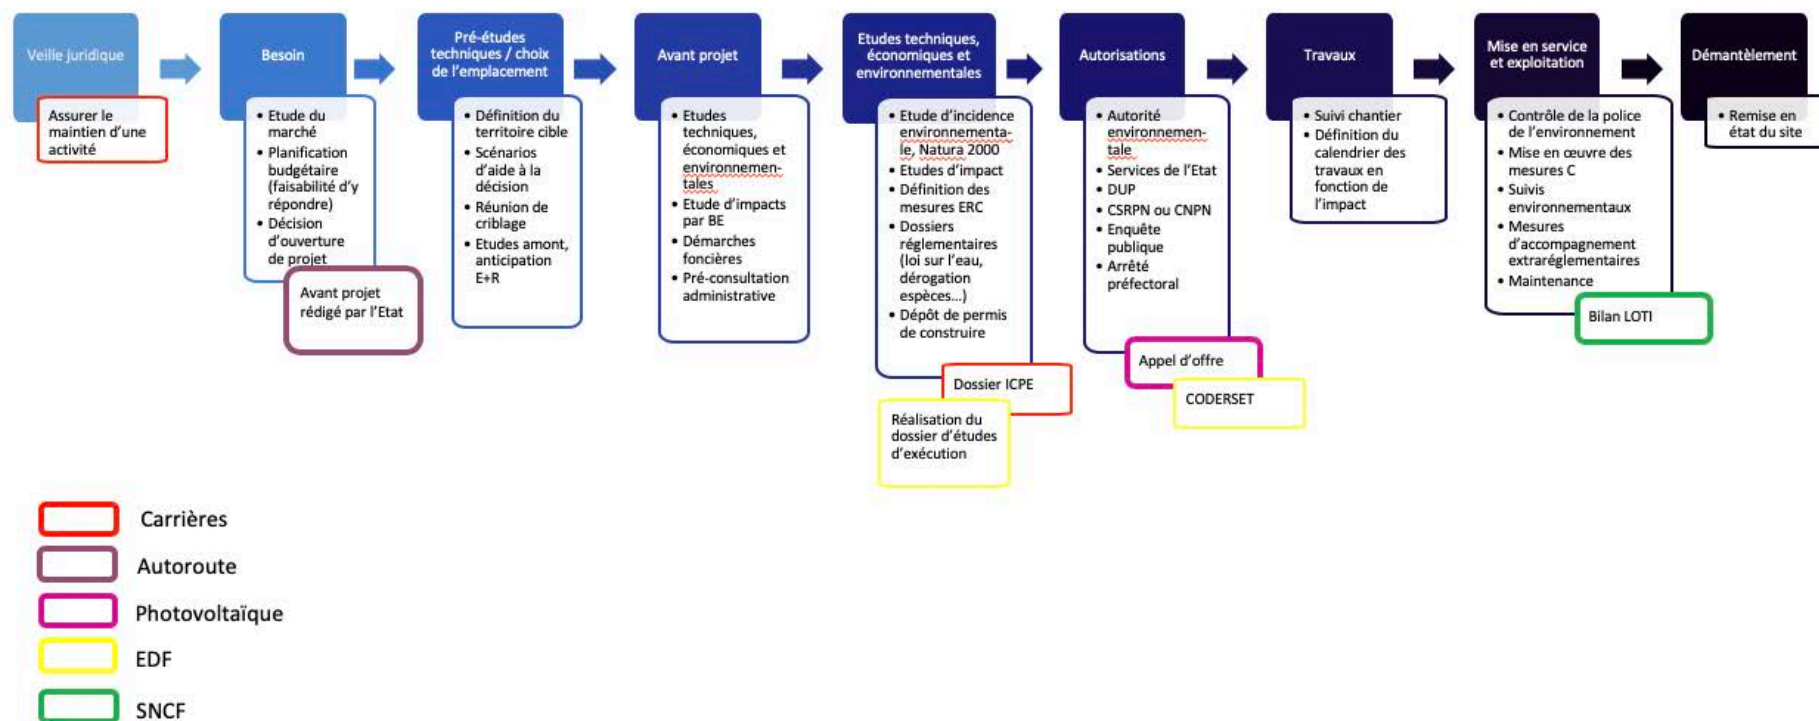 Veille juridique
Assurer le
maintien d'une
activité
Besoin
• Etude du
marché
• Planification
budgétaire
(faisabilité d'y
répondre)
• Décision
d'ouverture
de projet
Avant projet
rédigé par l'Etat
Pré-études
techniques / choix
de l'emplacement
• Définition du
territoire cible
• Scénarios
d'aide à la
décision
• Réunion de
criblage
• Etudes amont,
anticipation
E+R
Avant projet
• Etudes
techniques,
économiques et
environnemen-
tales
• Etude d'impacts
par BE
• Démarches
foncières
• Pré-consultation
administrative
Etudes techniques,
économiques et
environnementales
• Etude d'incidence
environnementa-
le, Natura 2000
• Etudes d'impact
• Définition des
mesures ERC
• Dossiers
réglementaires
(loi sur l'eau,
dérogation
espèces...)
• Dépôt de permis
de construire
Dossier ICPE
Réalisation du
dossier d'études
d'exécution
Autorisations
• Autorité
environnemen-
tale
• Services de l'Etat
• DUP
• CSRPN ou CNPN
• Enquête
publique
• Arrêté
préfectoral
Appel d'offre
CODERSET
Travaux
• Suivi chantier
• Définition du
calendrier des
travaux en
fonction de
l'impact
Mise en service
et exploitation
• Contrôle de la police
de l'environnement
• Mise en œuvre des
mesures C
• Suivis
environnementaux
• Mesures
d'accompagnement
extraréglementaires
• Maintenance
Bilan LOTI
Démantèlement
• Remise en
état du site
Carrières
Autoroute
Photovoltaïque
EDF
SNCF